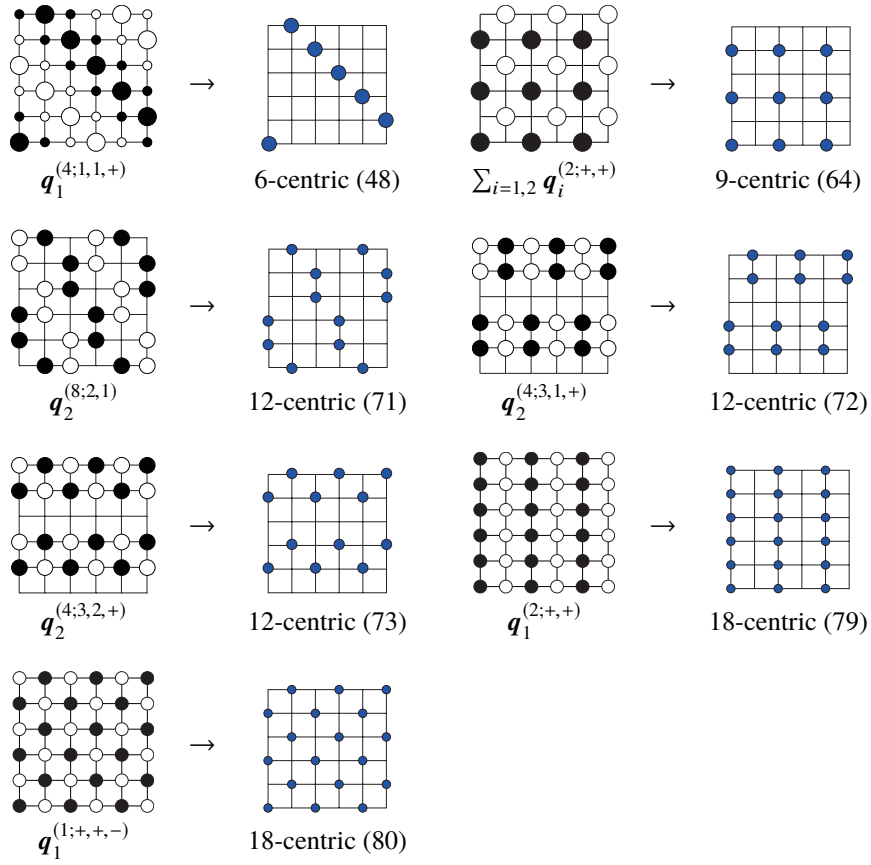 → →
q_1^{(4;1,1,+)} 6-centric (48) ∑_{i=1,2} q_i^{(2;+,+)} 9-centric (64)
→ →
q_2^{(8;2,1)} 12-centric (71) q_2^{(4;3,1,+)} 12-centric (72)
→ →
q_2^{(4;3,2,+)} 12-centric (73) q_1^{(2;+,+)} 18-centric (79)
→
q_1^{(1;+,+,−)} 18-centric (80)